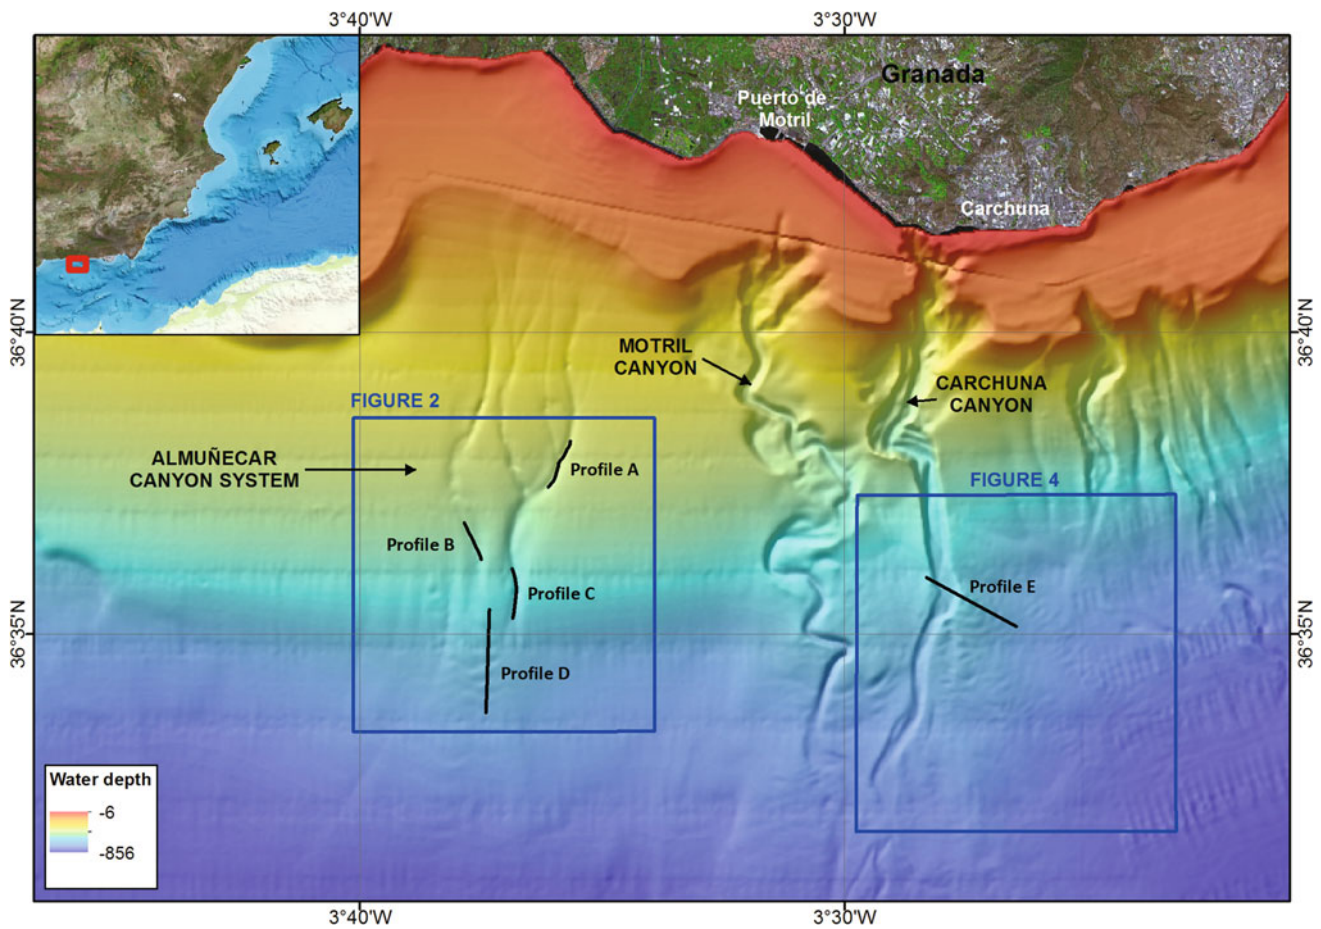 3°40'W
3°30'W
Granada
Puerto de
Motril
Carchuna
36°40'N
36°40'N
MOTRIL
CANYON
CARCHUNA
CANYON
FIGURE 2
ALMUÑECAR
CANYON SYSTEM
Profile A
FIGURE 4
Profile B
Profile C
Profile E
36°35'N
36°35'N
Profile D
Water depth
-6
-856
3°40'W
3°30'W